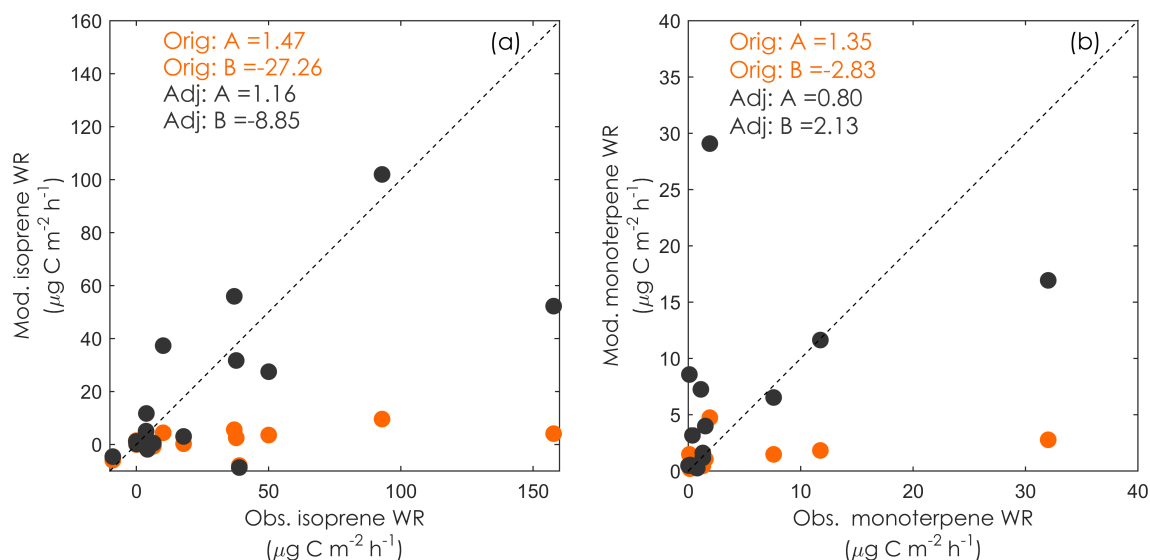 (a)
Orig: A =1.47
Orig: B =-27.26
Adj: A =1.16
Adj: B =-8.85
160
140
120
100
80
60
40
20
0
0
50
100
150
Mod. isoprene WR
(μg C m-2 h-1)
Obs. isoprene WR
(μg C m-2 h-1)
(b)
Orig: A =1.35
Orig: B =-2.83
Adj: A =0.80
Adj: B =2.13
40
35
30
25
20
15
10
5
0
0
10
20
30
40
Mod. monoterpene WR
(μg C m-2 h-1)
Obs. monoterpene WR
(μg C m-2 h-1)